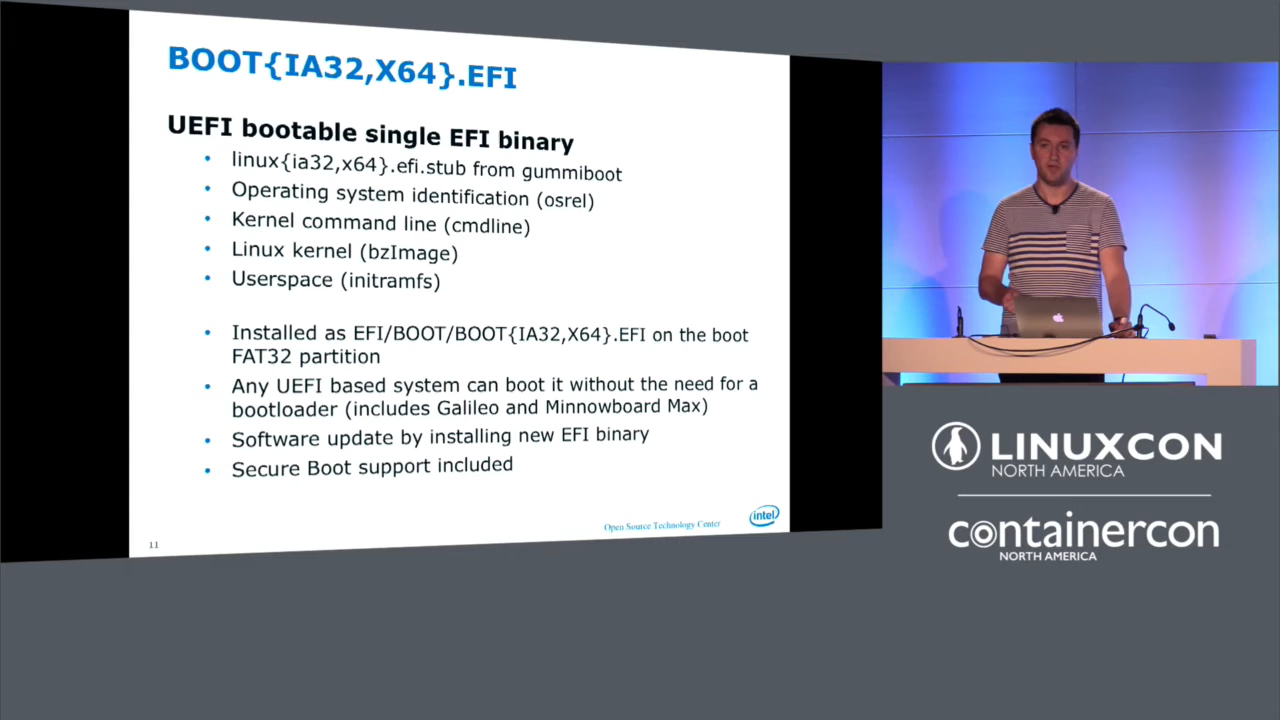 BOOT{IA32,X64}.EFI
UEFI bootable single EFI binary
• linux{ia32,x64}.efi.stub from gummiboot
• Operating system identification (osrel)
• Kernel command line (cmdline)
• Linux kernel (bzImage)
• Userspace (initramfs)
• Installed as EFI/BOOT/BOOT{IA32,X64}.EFI on the boot
FAT32 partition
• Any UEFI based system can boot it without the need for a
bootloader (includes Galileo and Minnowboard Max)
• Software update by installing new EFI binary
• Secure Boot support included
Open Source Technology Center
intel
11
LINUXCON
NORTH AMERICA
containercon
NORTH AMERICA